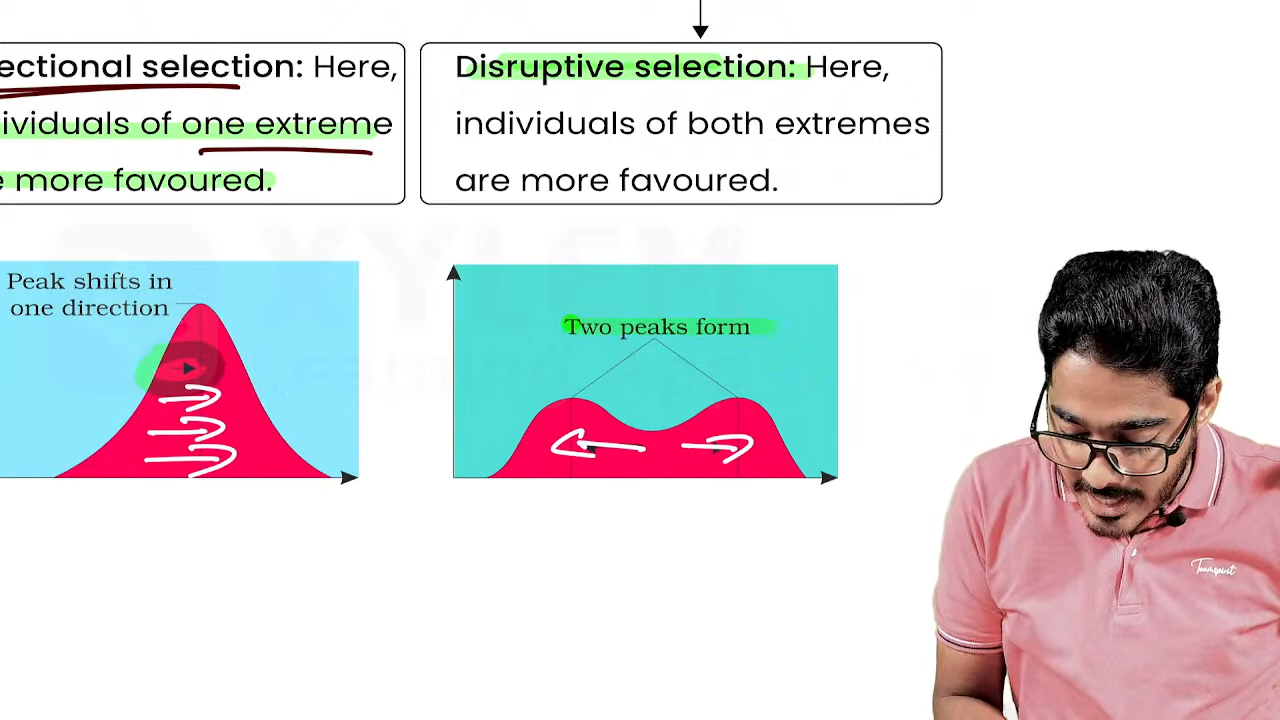 ectional selection: Here,
ividuals of one extreme
e more favoured.
Disruptive selection: Here,
individuals of both extremes
are more favoured.
XYLEM
Peak shifts in
one direction
Two peaks form